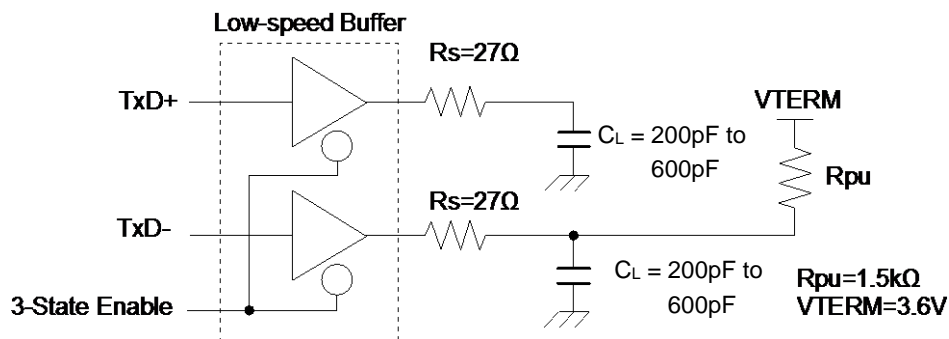 Low-speed Buffer
Rs=27Ω
TxD+
VTERM
CL = 200pF to
600pF
Rpu
Rs=27Ω
TxD-
CL = 200pF to
600pF
Rpu=1.5kΩ
VTERM=3.6V
3-State Enable